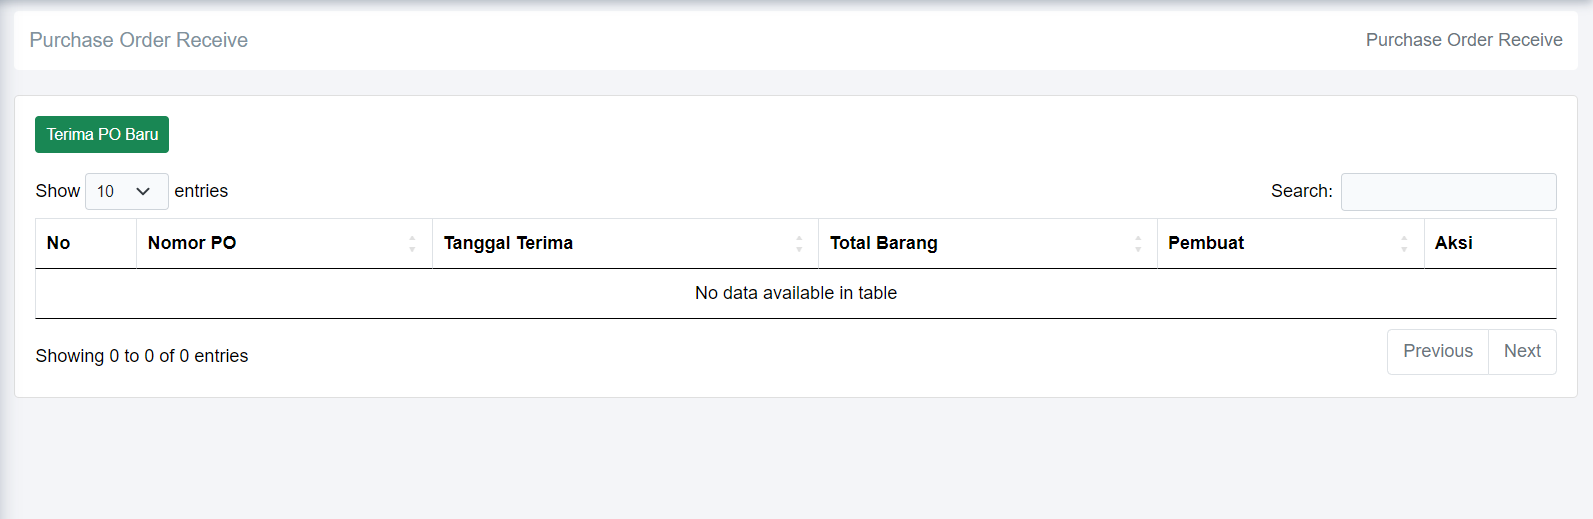 Purchase Order Receive Purchase Order Receive
Terima PO Baru
Show 10 entries Search:
No Nomor PO Tanggal Terima Total Barang Pembuat Aksi
No data available in table
Showing 0 to 0 of 0 entries Previous Next